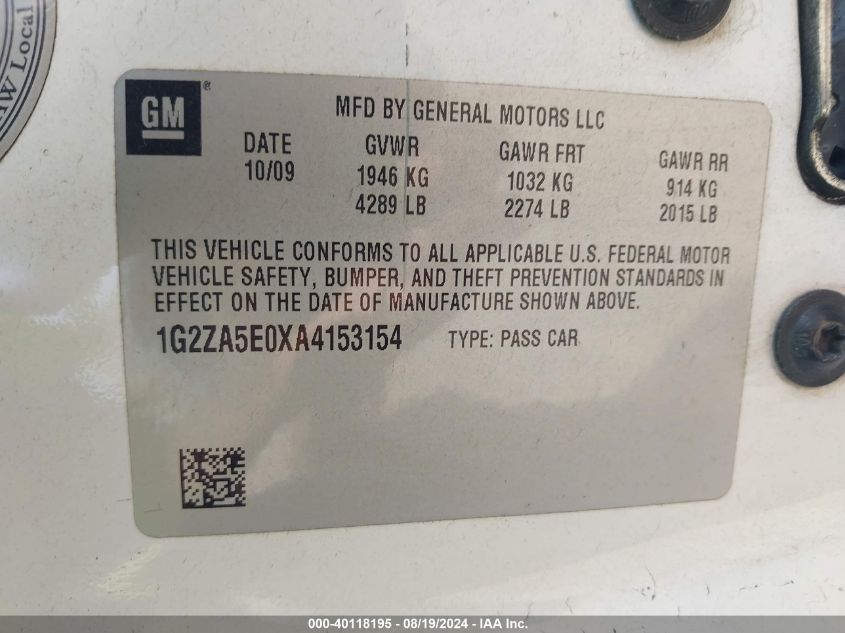 W Local
GM ®
MFD BY GENERAL MOTORS LLC
DATE GVWR GAWR FRT GAWR RR
10/09 1946 KG 1032 KG 914 KG
4289 LB 2274 LB 2015 LB
THIS VEHICLE CONFORMS TO ALL APPLICABLE U.S. FEDERAL MOTOR
VEHICLE SAFETY, BUMPER, AND THEFT PREVENTION STANDARDS IN
EFFECT ON THE DATE OF MANUFACTURE SHOWN ABOVE.
1G2ZA5E0XA4153154 TYPE: PASS CAR
000-40118195 - 08/19/2024 - IAA Inc.